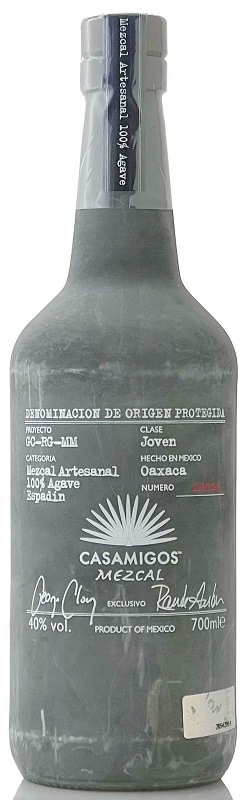 Mezcal Artesanal 100% Agave
DENOMINACION DE ORIGEN PROTEGIDA
PROYECTO
GC-RG-MM
CLASE
Joven
CATEGORIA
Mezcal Artesanal
100% Agave
Espadín
HECHO EN MEXICO
Oaxaca
NUMERO
CASAMIGOS™
MEZCAL
EXCLUSIVO
40% vol.
PRODUCT OF MEXICO
700ml e